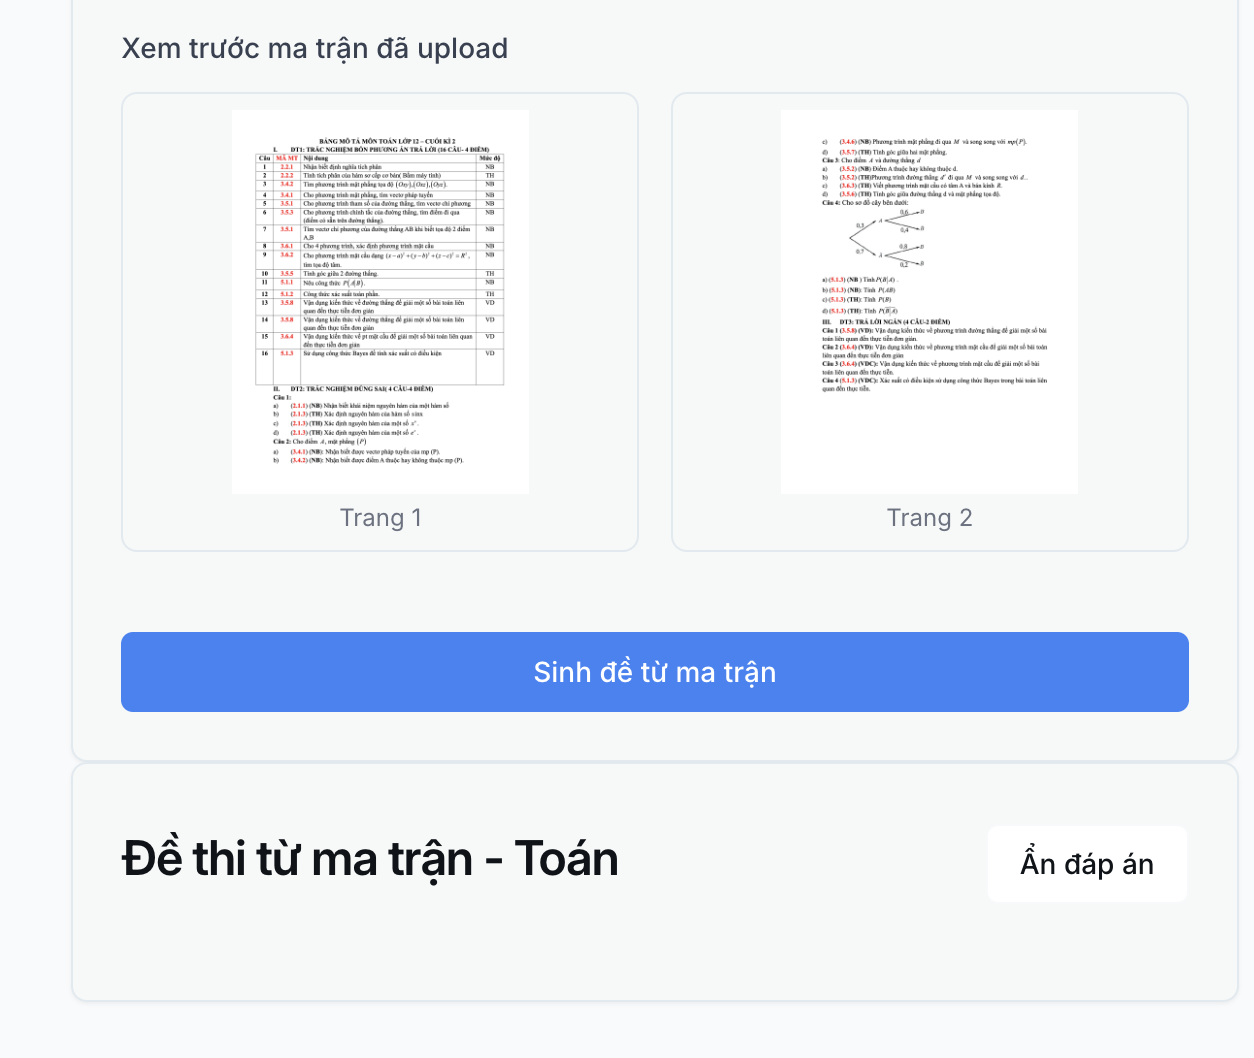 Xem trước ma trận đã upload
BẢNG MÔ TẢ MÔN TOÁN LỚP 12 – CUỐI KÌ 2
I. DT1: TRẮC NGHIỆM BỐN PHƯƠNG ÁN TRẢ LỜI (16 CÂU- 4 ĐIỂM)
Câu MÃ MT Nội dung Mức độ
1 2.2.1 Nhận biết định nghĩa tích phân NB
2 2.2.2 Tính tích phân của hàm sơ cấp cơ bản( Bấm máy tính) TH
3 3.4.2 Tìm phương trình mặt phẳng tọa độ (Oxy),(Oxz),(Oyz). NB
4 3.4.1 Cho phương trình mặt phẳng, tìm vectơ pháp tuyến NB
5 3.5.1 Cho phương trình tham số của đường thẳng, tìm vectơ chỉ phương NB
6 3.5.3 Cho phương trình chính tắc của đường thẳng, tìm điểm đi qua NB
(điểm có sẵn trên đường thẳng).
7 3.5.1 Tìm vectơ chỉ phương của đường thẳng AB khi biết tọa độ 2 điểm NB
A,B
8 3.6.1 Cho 4 phương trình, xác định phương trình mặt cầu NB
9 3.6.2 Cho phương trình mặt cầu dạng (x−a)²+(y−b)²+(z−c)²=R², NB
tìm tọa độ tâm.
10 3.5.5 Tính góc giữa 2 đường thẳng. TH
11 5.1.1 Nêu công thức P(A|B). NB
12 5.1.2 Công thức xác suất toàn phần. TH
13 3.5.8 Vận dụng kiến thức về đường thẳng để giải một số bài toán liên VD
quan đến thực tiễn đơn giản
14 3.5.8 Vận dụng kiến thức về đường thẳng để giải một số bài toán liên VD
quan đến thực tiễn đơn giản
15 3.6.4 Vận dụng kiến thức về pt mặt cầu để giải một số bài toán liên quan VD
đến thực tiễn đơn giản
16 5.1.3 Sử dụng công thức Bayes để tính xác suất có điều kiện VD
II. DT2: TRẮC NGHIỆM ĐÚNG SAI( 4 CÂU-4 ĐIỂM)
Câu 1:
a) (2.1.1) (NB) Nhận biết khái niệm nguyên hàm của một hàm số
b) (2.1.3) (TH) Xác định nguyên hàm của hàm số sinx
c) (2.1.3) (TH) Xác định nguyên hàm của một số
d) (2.1.3) (TH) Xác định nguyên hàm của một số
Câu 2: Cho điểm A, mặt phẳng (P)
a) (3.4.1) (NB): Nhận biết được vectơ pháp tuyến của mp (P).
b) (3.4.2) (NB): Nhận biết được điểm A thuộc hay không thuộc mp (P).
Trang 1
c) (3.4.6) (NB) Phương trình mặt phẳng đi qua M và song song với mp(P).
d) (3.5.7) (TH) Tính góc giữa hai mặt phẳng.
Câu 3: Cho điểm A và đường thẳng d
a) (3.5.2) (NB) Điểm A thuộc hay không thuộc d.
b) (3.5.2) (TH)Phương trình đường thẳng d' đi qua M và song song với d..
c) (3.6.3) (TH) Viết phương trình mặt cầu có tâm A và bán kính R.
d) (3.5.6) (TH) Tính góc giữa đường thẳng d và mặt phẳng tọa độ.
Câu 4: Cho sơ đồ cây bên dưới:
0,6 B
0,3 A
0,4 B
0,8 B
0,7 A
0,2 B
a) (5.1.3) (NB ) Tính P(B|A) .
b) (5.1.3) (NB): Tính P(AB)
c) (5.1.3) (TH): Tính P(B)
d) (5.1.3) (TH): Tính
III. DT3: TRẢ LỜI NGẮN (4 CÂU-2 ĐIỂM)
Câu 1 (3.5.8) (VD): Vận dụng kiến thức về phương trình đường thẳng để giải một số bài
toán liên quan đến thực tiễn đơn giản.
Câu 2 (3.6.4) (VD): Vận dụng kiến thức về phương trình mặt cầu để giải một số bài toán
liên quan đến thực tiễn đơn giản
Câu 3 (3.6.4) (VDC): Vận dụng kiến thức về phương trình mặt cầu để giải một số bài
toán liên quan đến thực tiễn.
Câu 4 (5.1.3) (VDC): Xác suất có điều kiện sử dụng công thức Bayes trong bài toán liên
quan đến thực tiễn.
Trang 2
Sinh đề từ ma trận
Đề thi từ ma trận - Toán
Ẩn đáp án